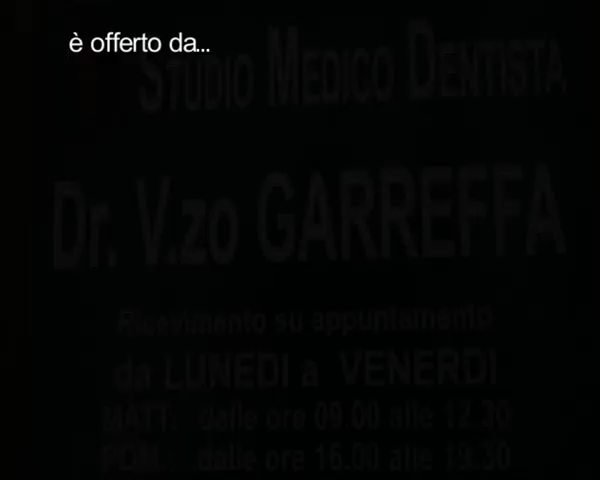 è offerto da...
STUDIO MEDICO DENTISTA
Dr. V.zo GARREFFA
Ricevimento su appuntamento
da LUNEDI a VENERDI
MATT: dalle ore 09.00 alle 12.30
POM.: dalle ore 16.00 alle 19.30